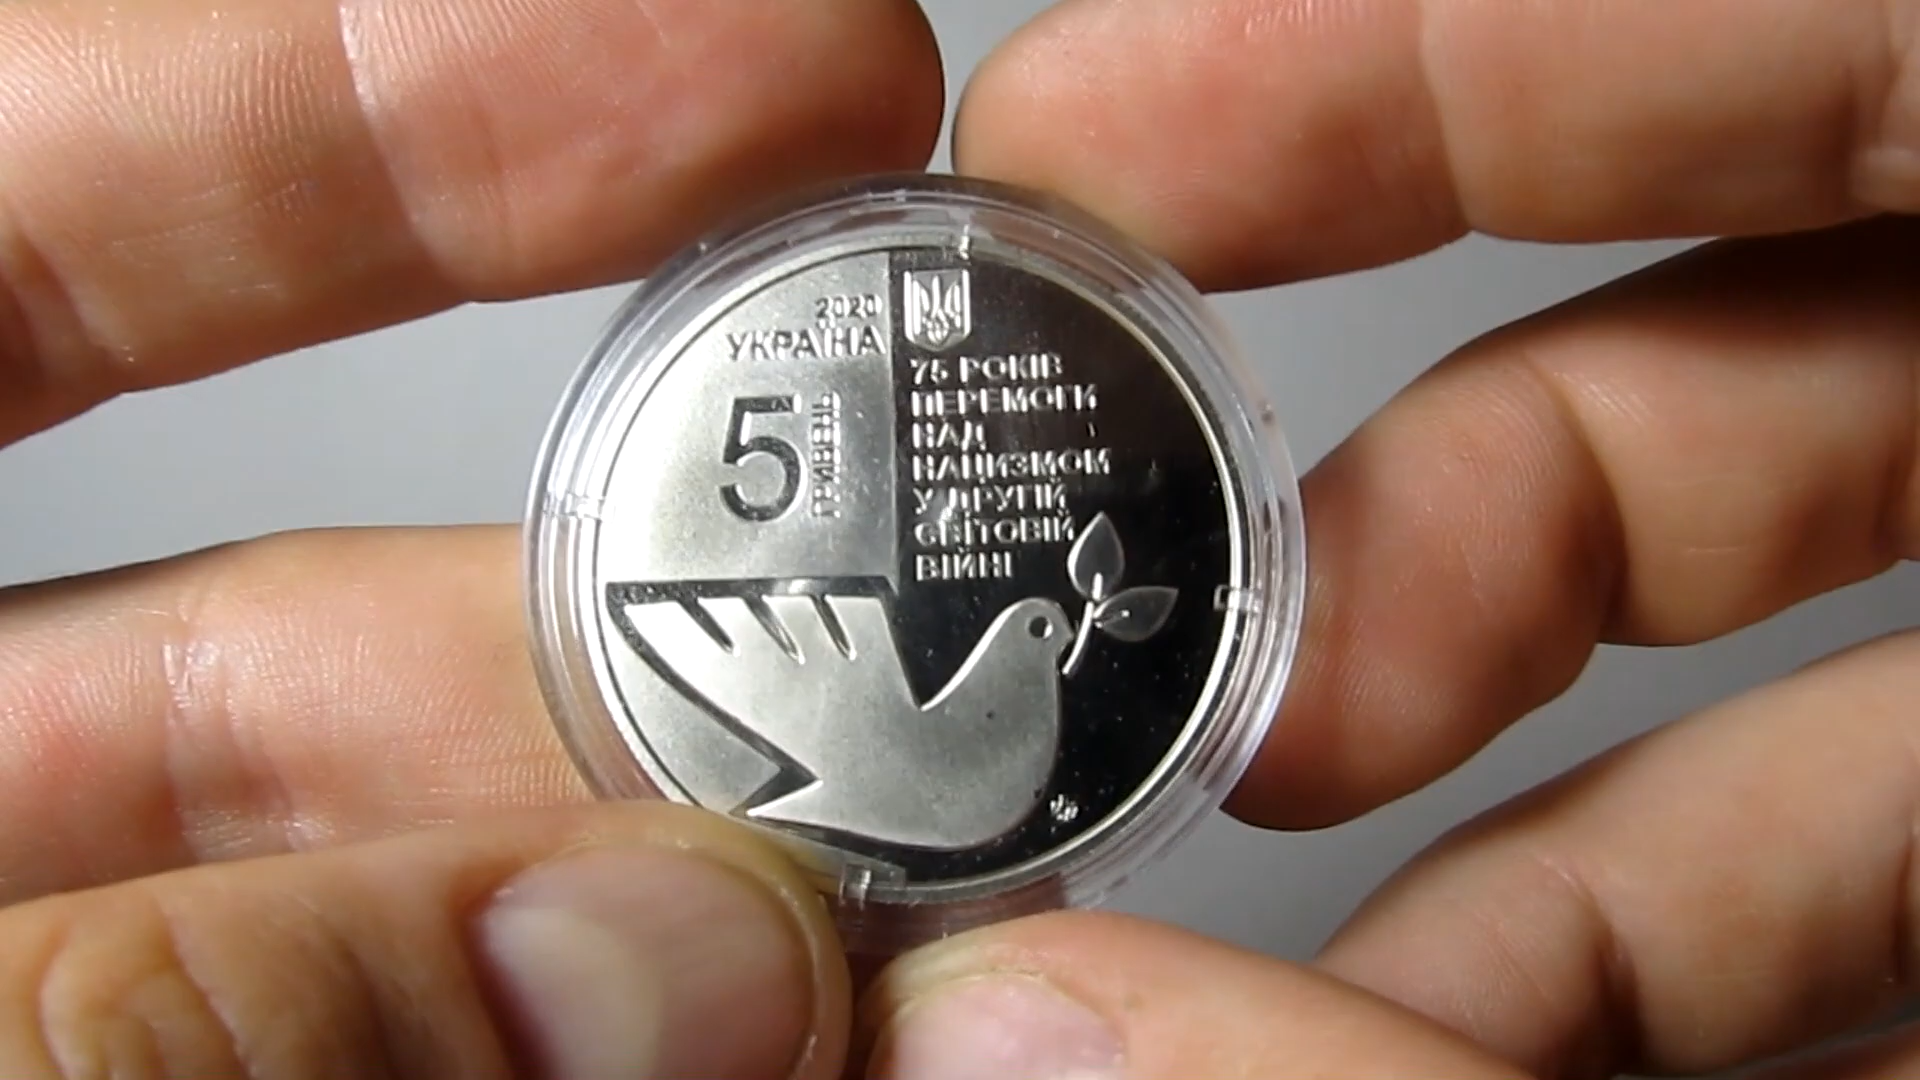 2020
УКРАЇНА
5
ГРИВЕНЬ
75 РОКІВ
ПЕРЕМОГИ
НАД
НАЦИЗМОМ
У ДРУГІЙ
СВІТОВІЙ
ВІЙНІ